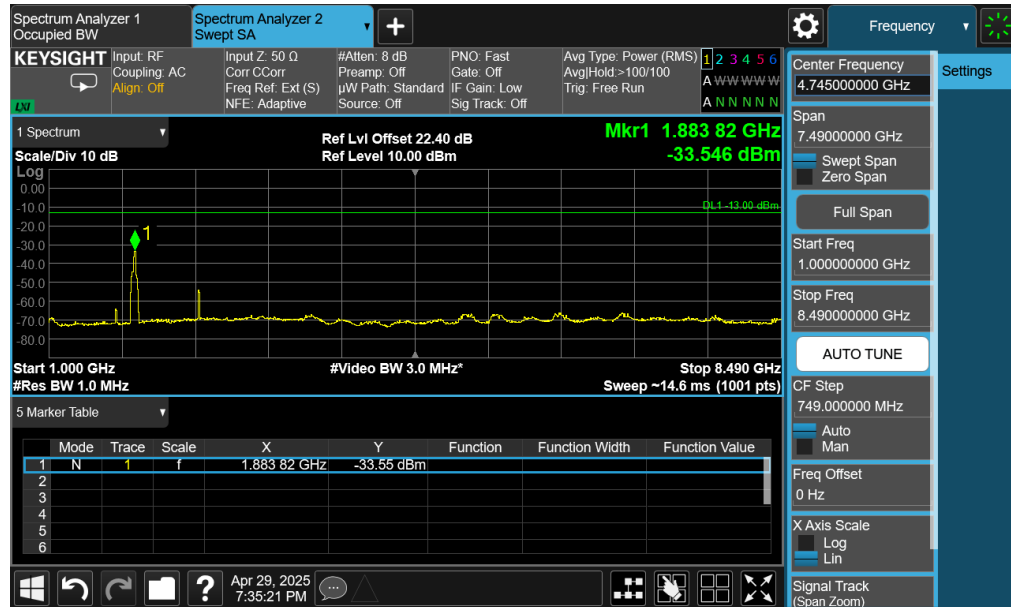 Spectrum Analyzer 1
Occupied BW
Spectrum Analyzer 2
Swept SA
Frequency
KEYSIGHT
LXI
Input: RF
Coupling: AC
Align: Off
Input Z: 50 Ω
Corr CCorr
Freq Ref: Ext (S)
NFE: Adaptive
#Atten: 8 dB
Preamp: Off
µW Path: Standard
Source: Off
PNO: Fast
Gate: Off
IF Gain: Low
Sig Track: Off
Avg Type: Power (RMS)
Avg|Hold:>100/100
Trig: Free Run
1 2 3 4 5 6
A W W W W W
A N N N N N
1 Spectrum
Scale/Div 10 dB
Ref Lvl Offset 22.40 dB
Ref Level 10.00 dBm
Mkr1 1.883 82 GHz
-33.546 dBm
Log
0.00
-10.0
-20.0
-30.0
-40.0
-50.0
-60.0
-70.0
-80.0
DL1 -13.00 dBm
1
Start 1.000 GHz
#Res BW 1.0 MHz
#Video BW 3.0 MHz*
Stop 8.490 GHz
Sweep ~14.6 ms (1001 pts)
5 Marker Table
Mode Trace Scale X Y Function Function Width Function Value
1 N 1 f 1.883 82 GHz -33.55 dBm
2
3
4
5
6
Apr 29, 2025
7:35:21 PM
Center Frequency
4.745000000 GHz
Settings
Span
7.49000000 GHz
Swept Span
Zero Span
Full Span
Start Freq
1.000000000 GHz
Stop Freq
8.490000000 GHz
AUTO TUNE
CF Step
749.000000 MHz
Auto
Man
Freq Offset
0 Hz
X Axis Scale
Log
Lin
Signal Track
(Span Zoom)